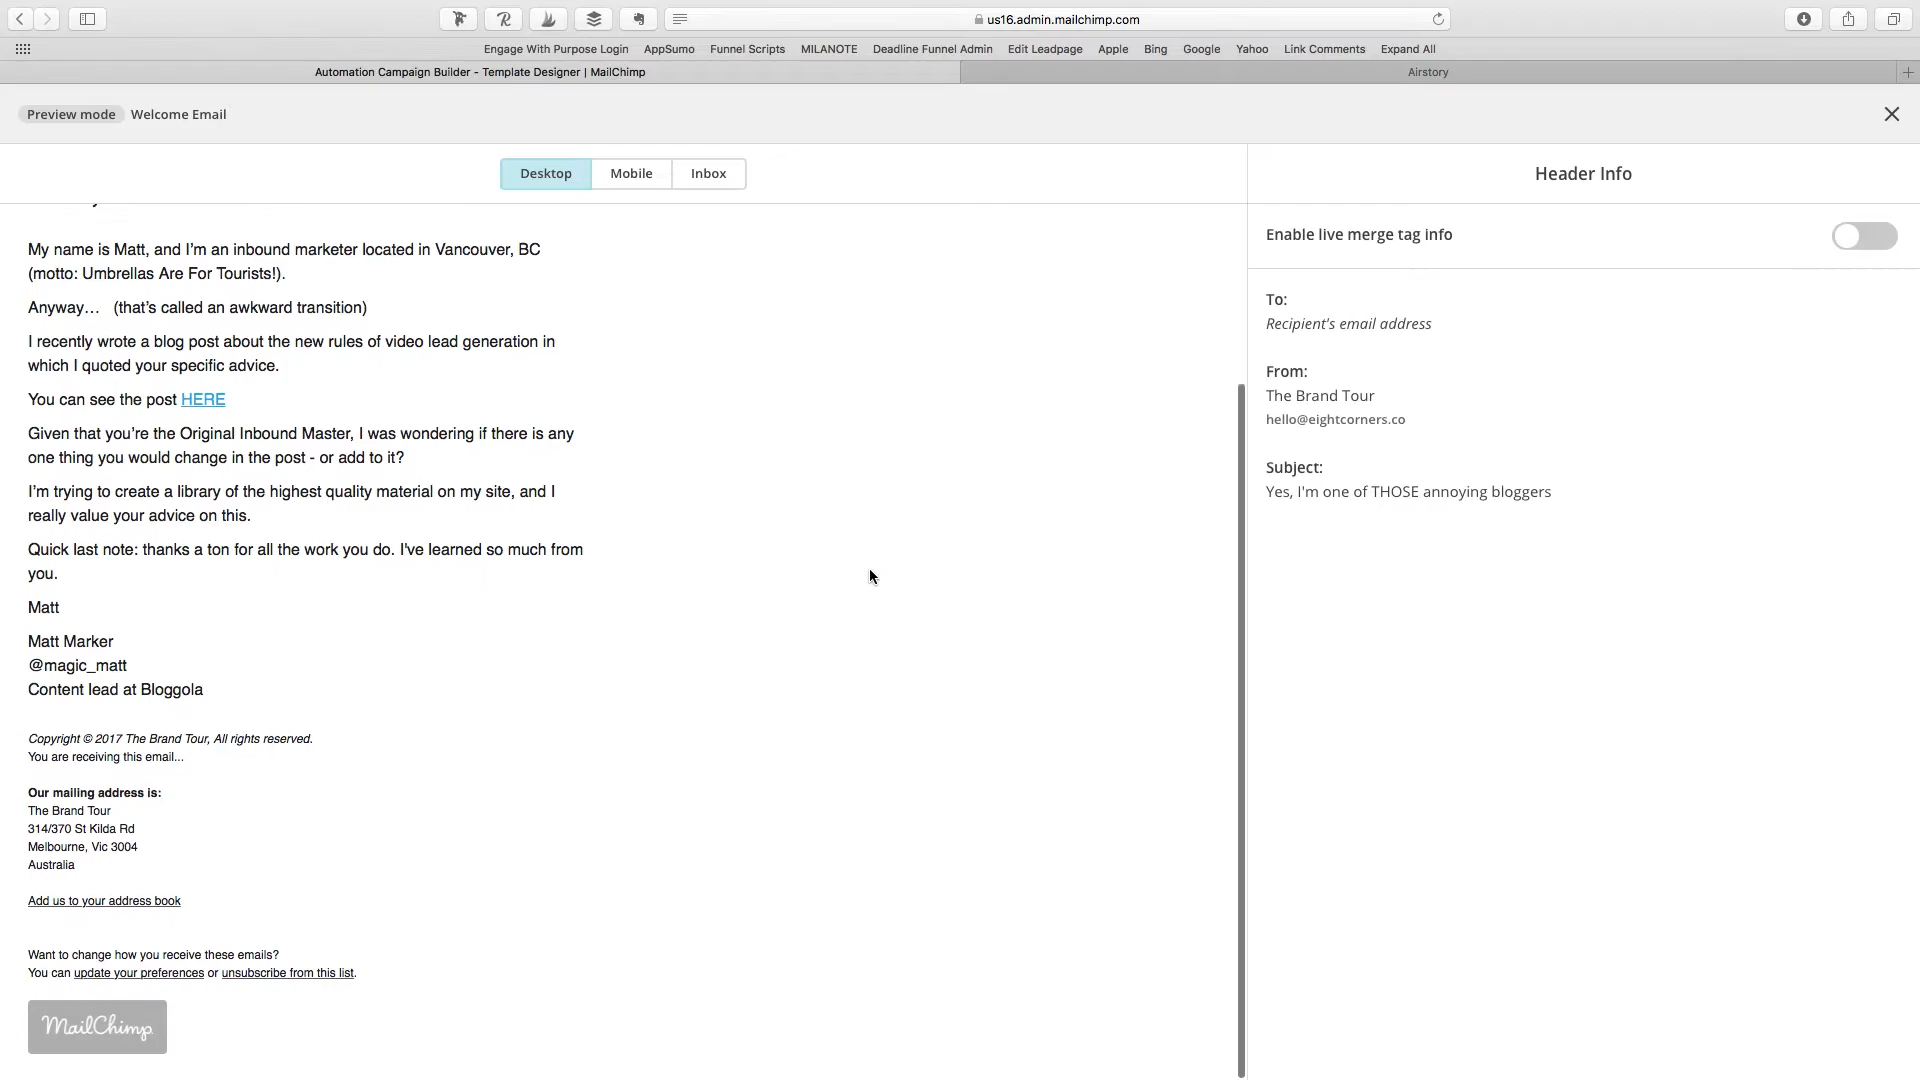 us16.admin.mailchimp.com
Engage With Purpose Login AppSumo Funnel Scripts MILANOTE Deadline Funnel Admin Edit Leadpage Apple Bing Google Yahoo Link Comments Expand All
Automation Campaign Builder - Template Designer | MailChimp Airstory
Preview mode Welcome Email
Desktop Mobile Inbox Header Info
My name is Matt, and I’m an inbound marketer located in Vancouver, BC
(motto: Umbrellas Are For Tourists!).
Anyway… (that’s called an awkward transition)
I recently wrote a blog post about the new rules of video lead generation in
which I quoted your specific advice.
You can see the post HERE
Given that you’re the Original Inbound Master, I was wondering if there is any
one thing you would change in the post - or add to it?
I’m trying to create a library of the highest quality material on my site, and I
really value your advice on this.
Quick last note: thanks a ton for all the work you do. I've learned so much from
you.
Matt
Matt Marker
@magic_matt
Content lead at Bloggola
Copyright © 2017 The Brand Tour, All rights reserved.
You are receiving this email...
Our mailing address is:
The Brand Tour
314/370 St Kilda Rd
Melbourne, Vic 3004
Australia
Add us to your address book
Want to change how you receive these emails?
You can update your preferences or unsubscribe from this list.
MailChimp
Enable live merge tag info
To:
Recipient's email address
From:
The Brand Tour
hello@eightcorners.co
Subject:
Yes, I'm one of THOSE annoying bloggers